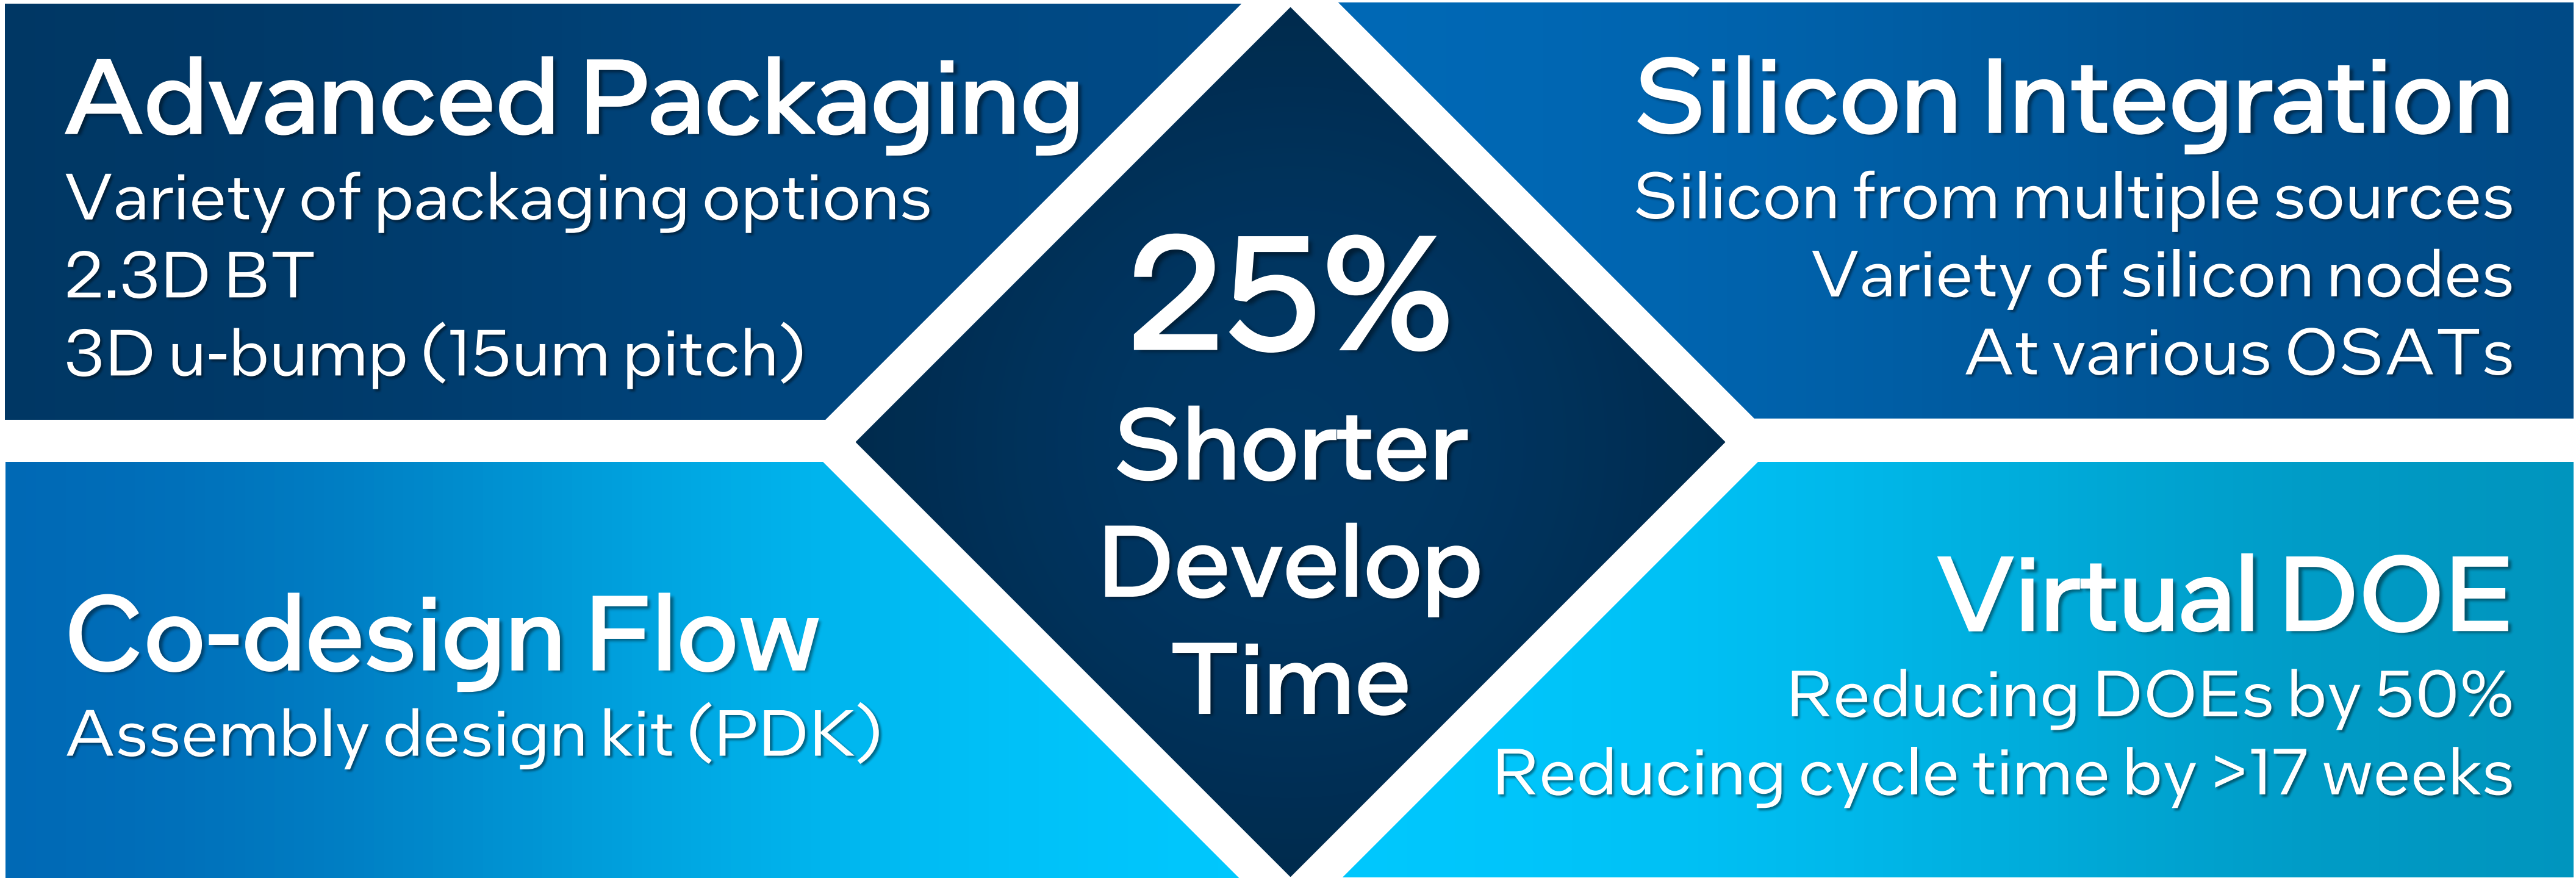 Advanced Packaging
Variety of packaging options
2.3D BT
3D u-bump (15um pitch)
Silicon Integration
Silicon from multiple sources
Variety of silicon nodes
At various OSATs
25%
Shorter
Develop
Time
Co-design Flow
Assembly design kit (PDK)
Virtual DOE
Reducing DOEs by 50%
Reducing cycle time by >17 weeks